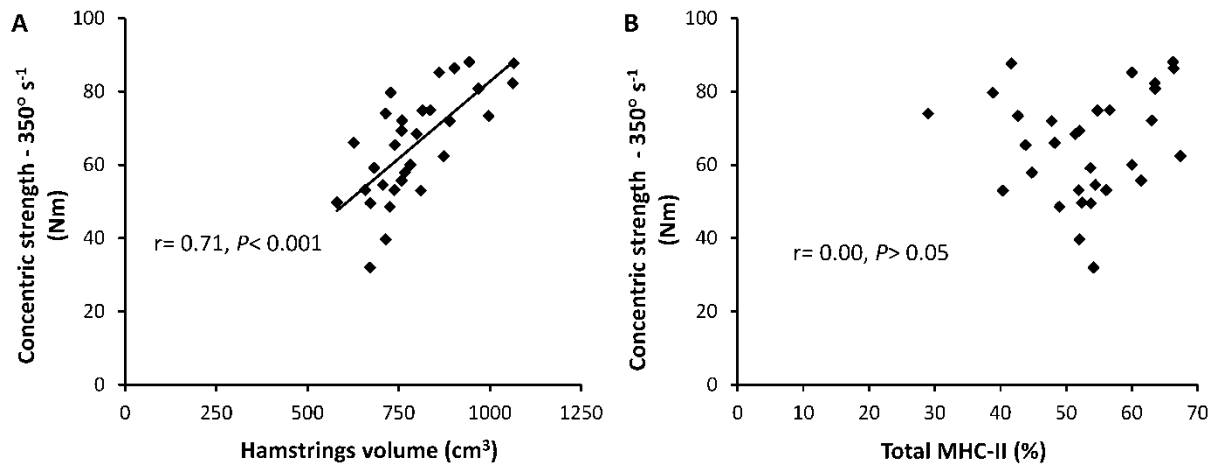 A
Concentric strength - 350° s⁻¹
(Nm)
100
80
60
40
20
0
r= 0.71, P< 0.001
0 250 500 750 1000 1250
Hamstrings volume (cm³)
B
Concentric strength - 350° s⁻¹
(Nm)
100
80
60
40
20
0
r= 0.00, P> 0.05
0 10 20 30 40 50 60 70
Total MHC-II (%)